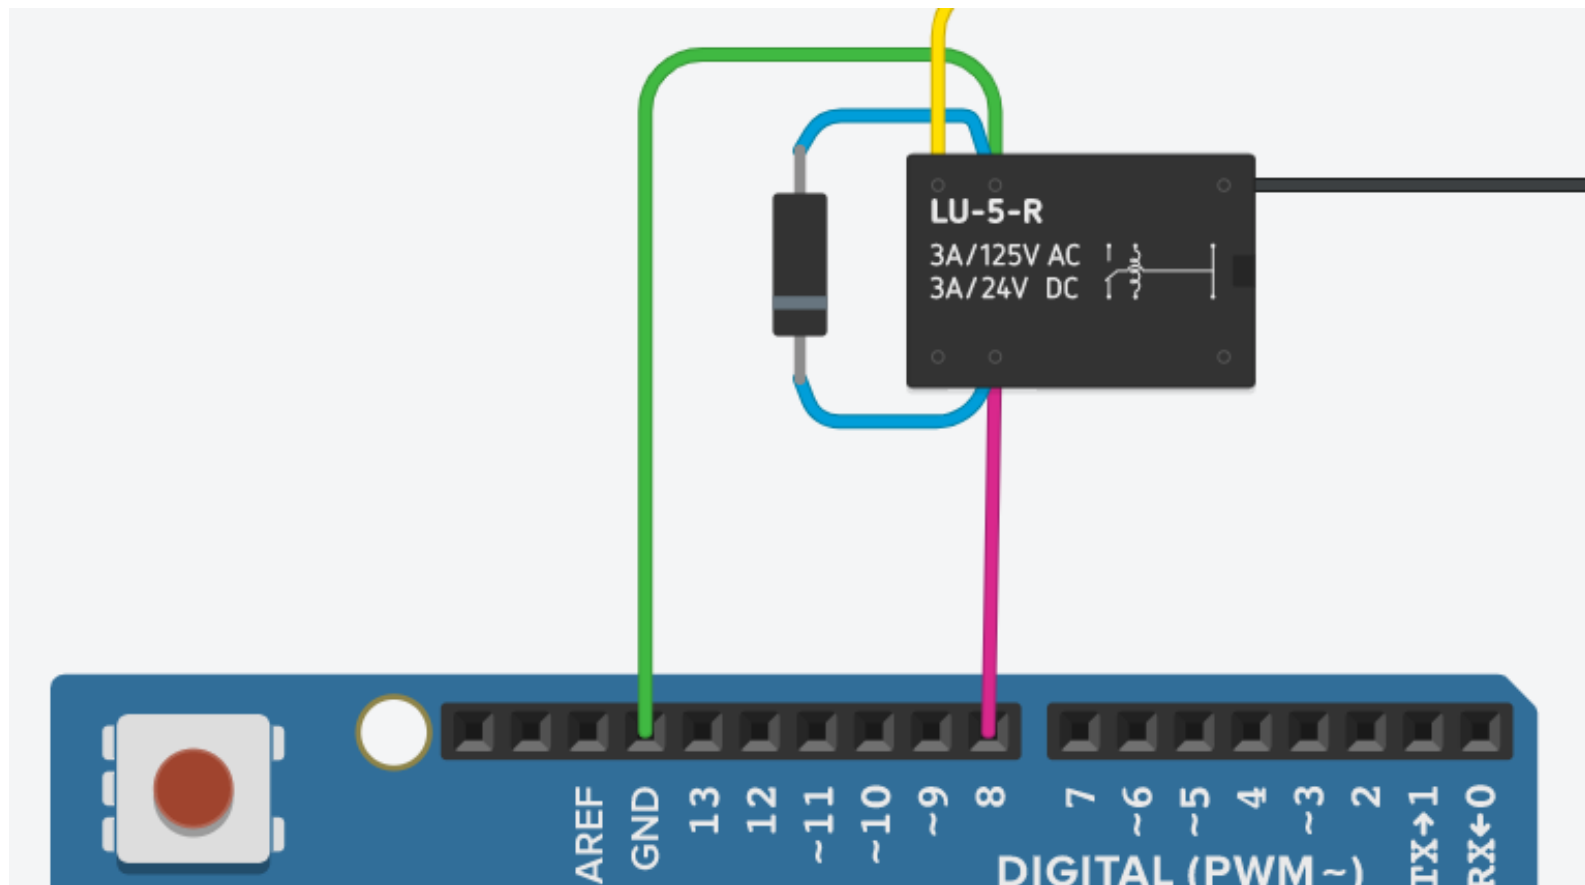 LU-5-R
3A/125V AC
3A/24V DC
AREF
GND
13
12
~11
~10
~9
8
7
~6
~5
4
~3
2
TX→1
RX←0
DIGITAL (PWM~)